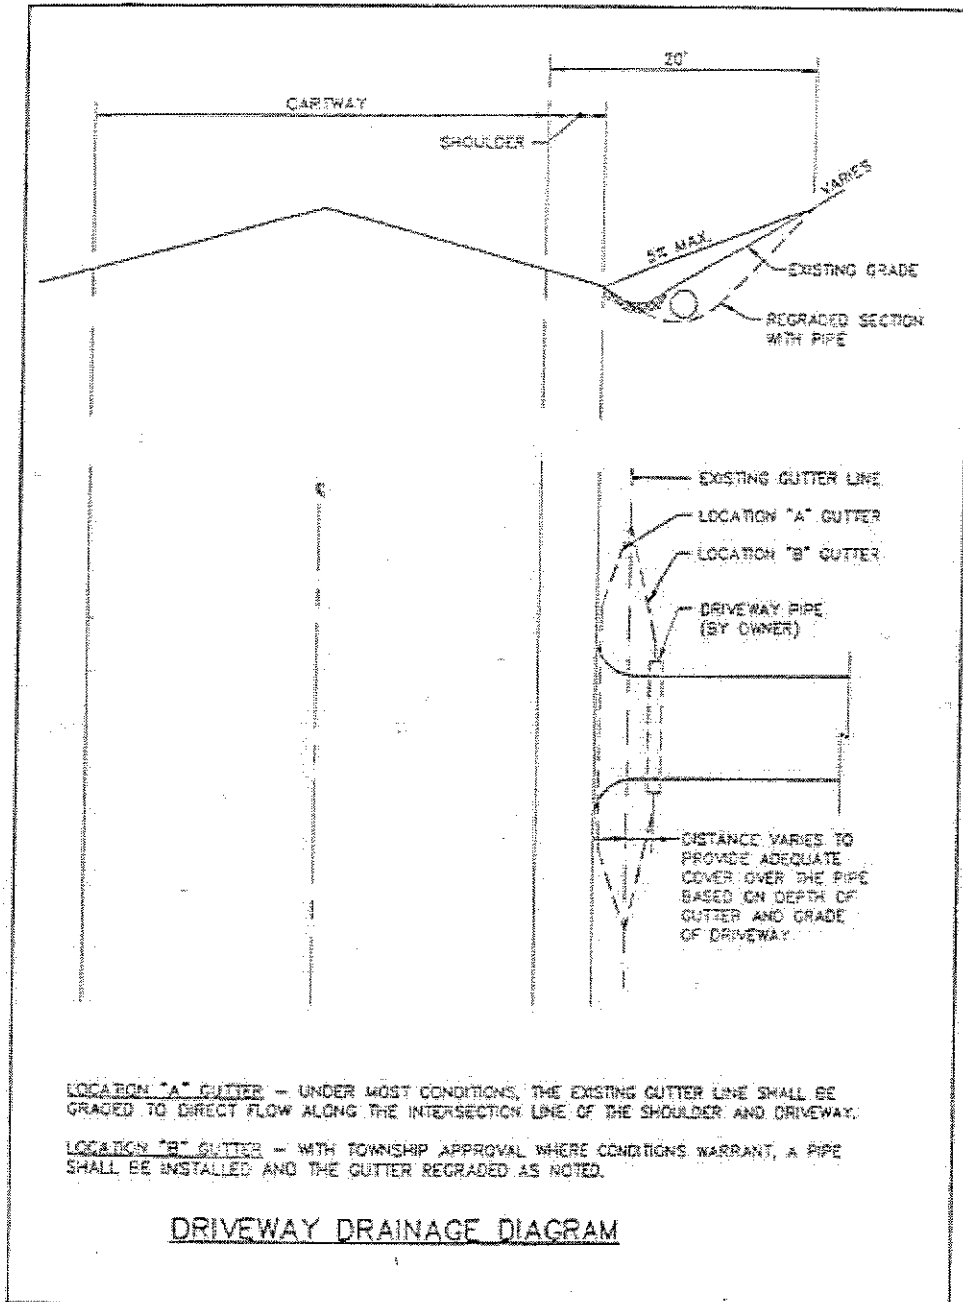 20'
CARTWAY
SHOULDER
VARIES
5% MAX.
EXISTING GRADE
REGRADED SECTION
WITH PIPE
EXISTING GUTTER LINE
LOCATION "A" GUTTER
LOCATION "B" GUTTER
DRIVEWAY PIPE
(BY OWNER)
DISTANCE VARIES TO
PROVIDE ADEQUATE
COVER OVER THE PIPE
BASED ON DEPTH OF
GUTTER AND GRADE
OF DRIVEWAY.
LOCATION "A" GUTTER – UNDER MOST CONDITIONS, THE EXISTING GUTTER LINE SHALL BE
GRADED TO DIRECT FLOW ALONG THE INTERSECTION LINE OF THE SHOULDER AND DRIVEWAY.
LOCATION "B" GUTTER – WITH TOWNSHIP APPROVAL WHERE CONDITIONS WARRANT, A PIPE
SHALL BE INSTALLED AND THE GUTTER REGRADED AS NOTED.
DRIVEWAY DRAINAGE DIAGRAM